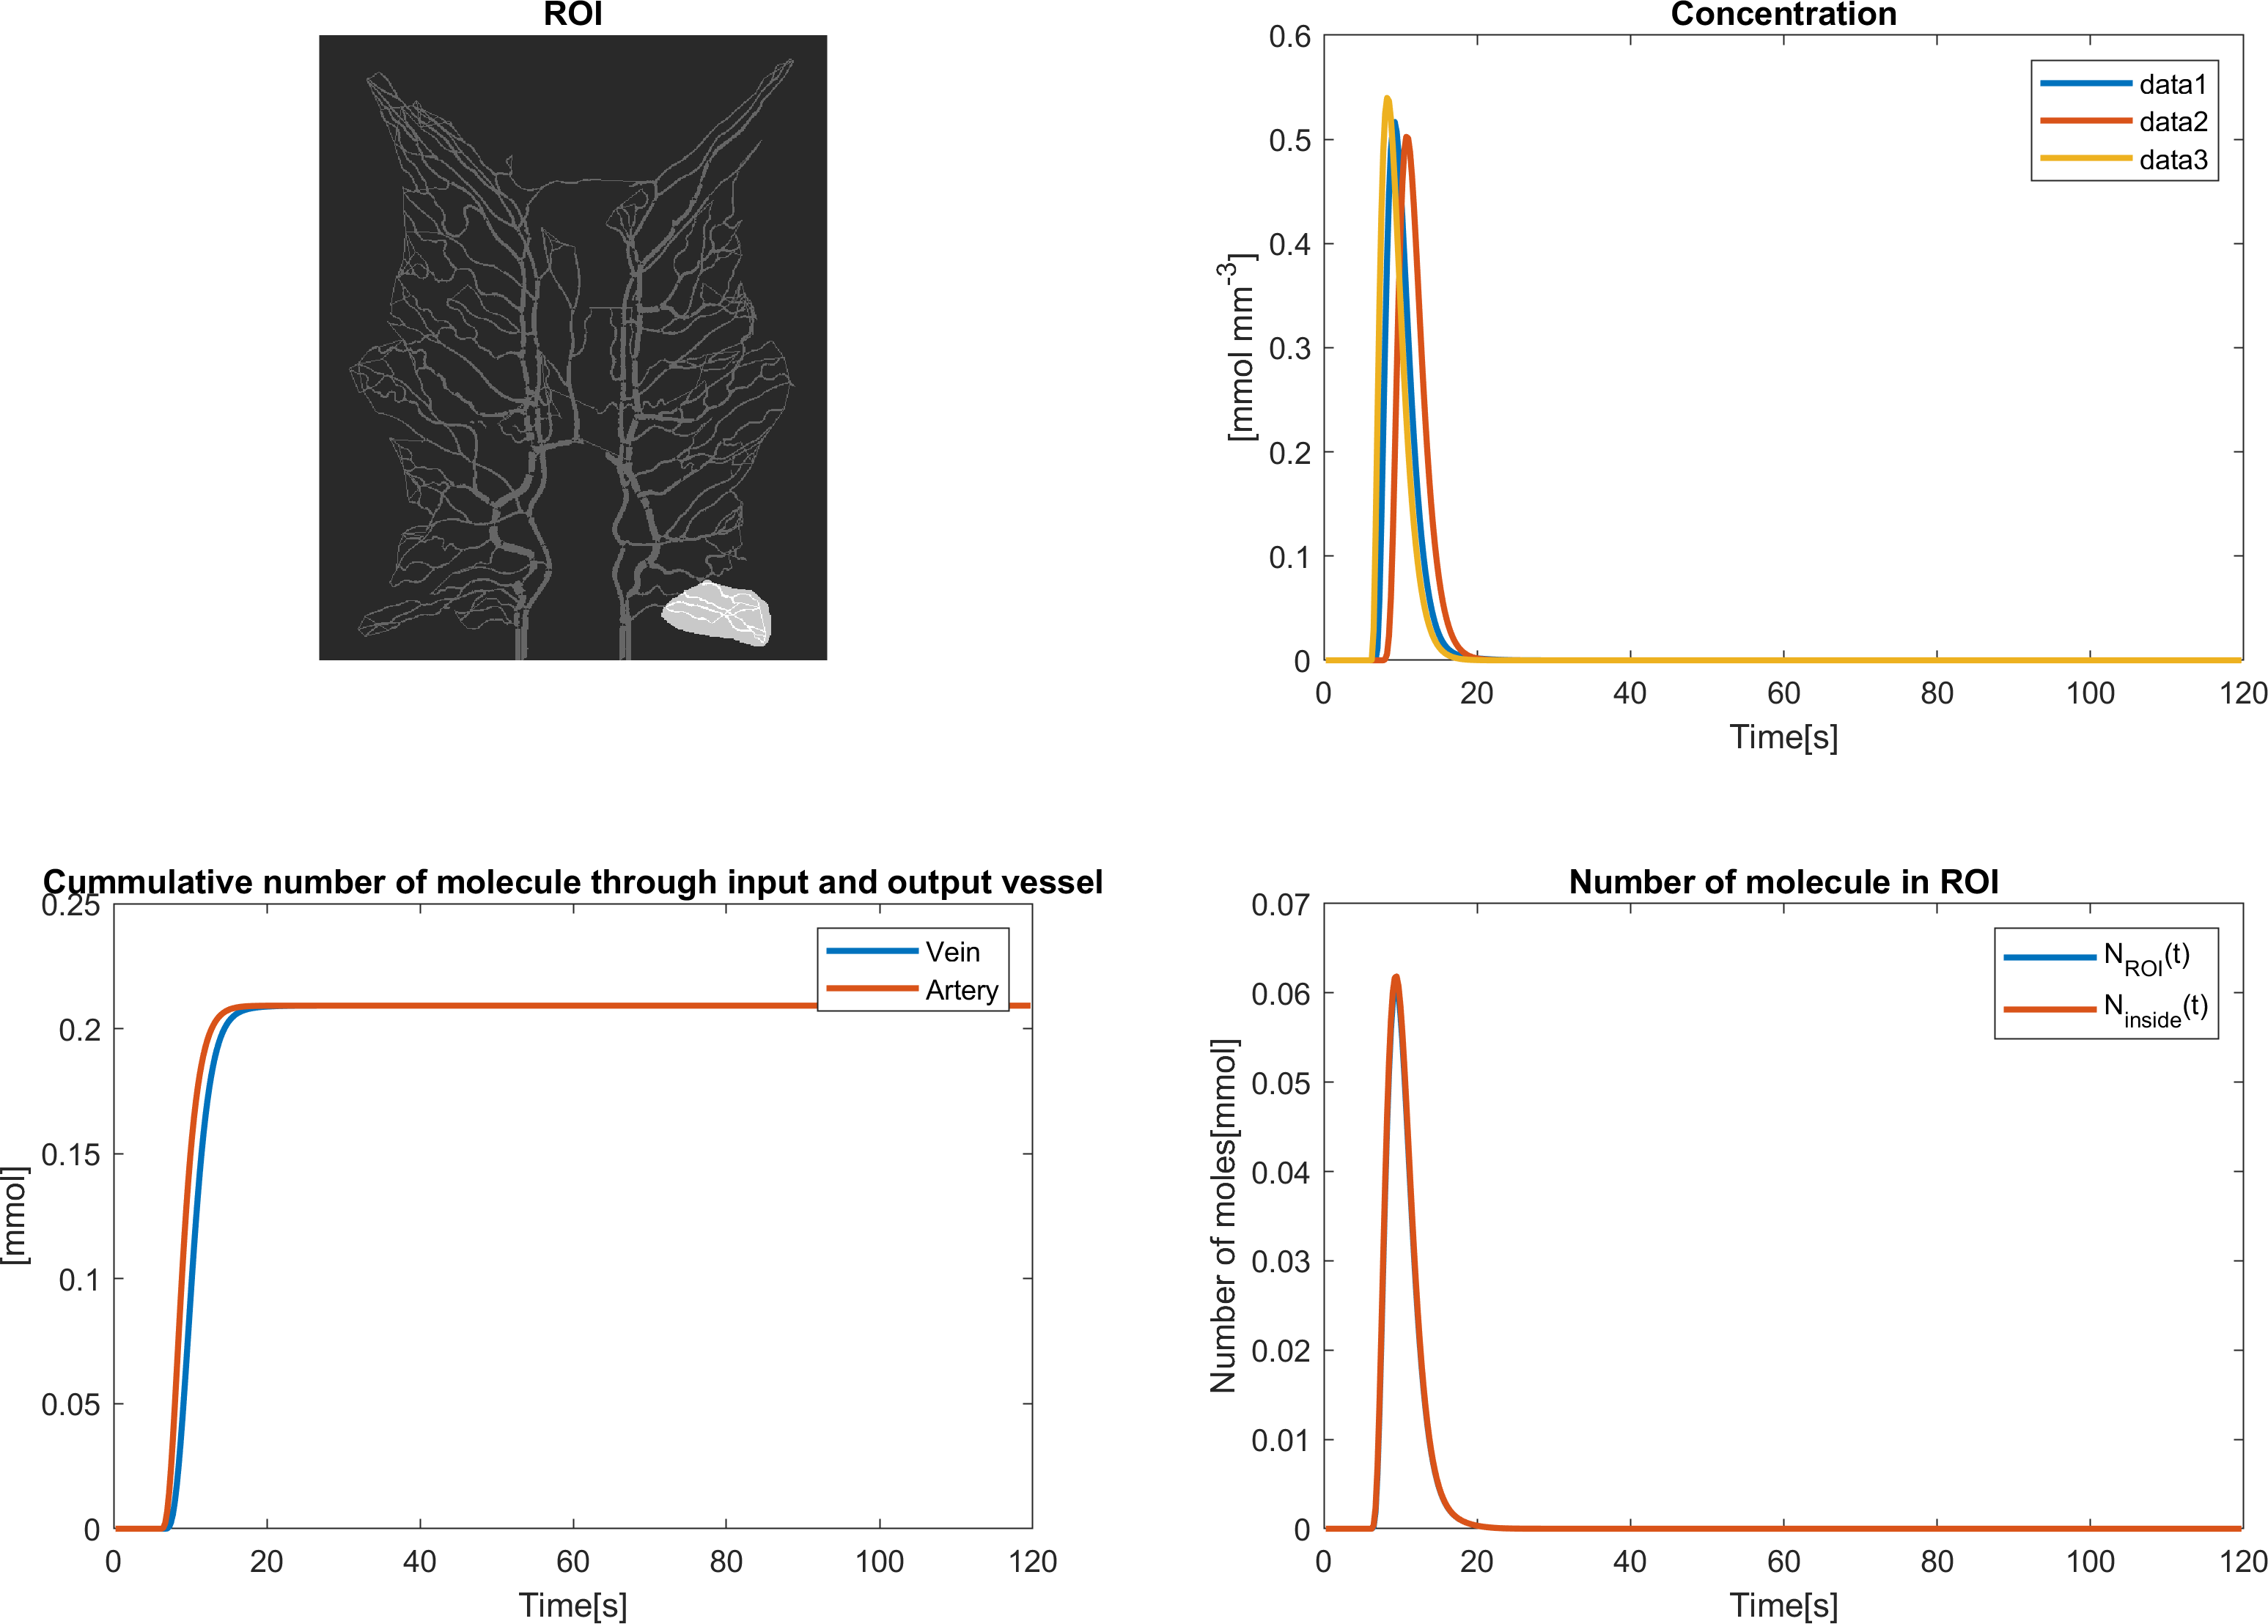 ROI
Concentration
0.6
0.5
0.4
0.3
0.2
0.1
0
[mmol mm-3]
data1
data2
data3
0 20 40 60 80 100 120
Time[s]
Cummulative number of molecule through input and output vessel
0.25
0.2
0.15
0.1
0.05
0
[mmol]
Vein
Artery
0 20 40 60 80 100 120
Time[s]
Number of molecule in ROI
0.07
0.06
0.05
0.04
0.03
0.02
0.01
0
Number of moles[mmol]
NROI(t)
Ninside(t)
0 20 40 60 80 100 120
Time[s]